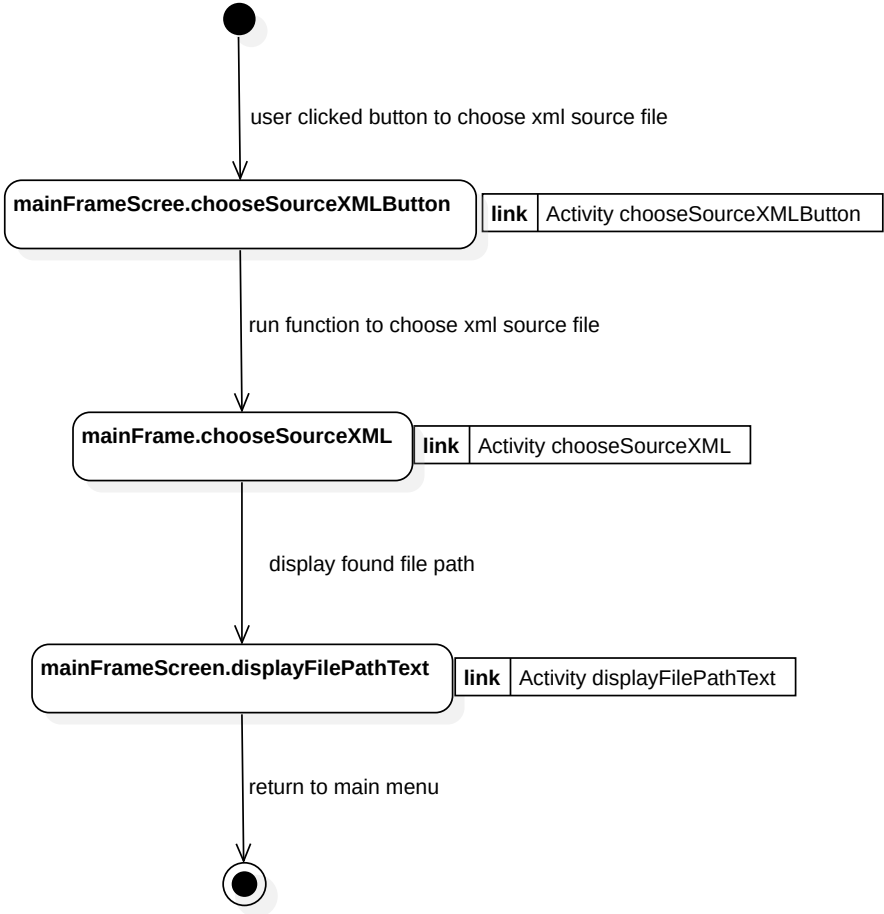 user clicked button to choose xml source file
mainFrameScree.chooseSourceXMLButton
link Activity chooseSourceXMLButton
run function to choose xml source file
mainFrame.chooseSourceXML
link Activity chooseSourceXML
display found file path
mainFrameScreen.displayFilePathText
link Activity displayFilePathText
return to main menu